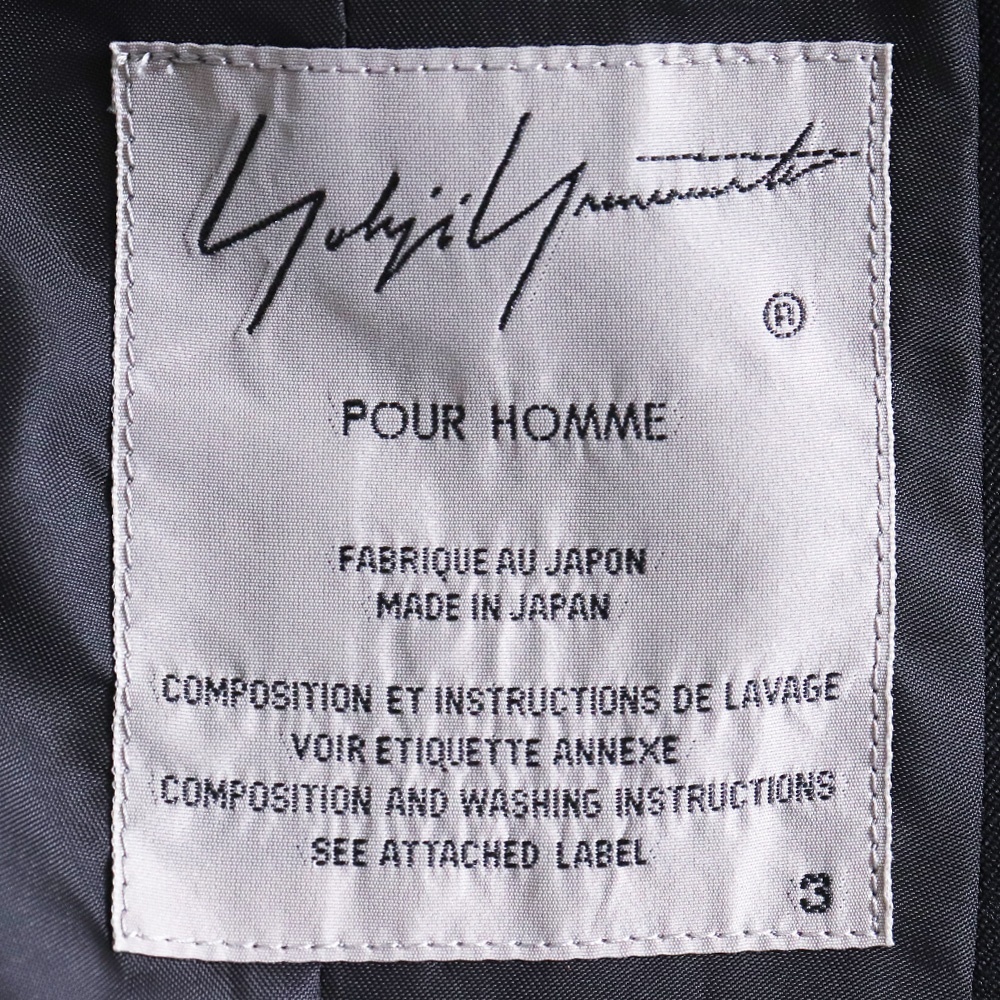 Yohji Yamamoto
®
POUR HOMME
FABRIQUE AU JAPON
MADE IN JAPAN
COMPOSITION ET INSTRUCTIONS DE LAVAGE
VOIR ETIQUETTE ANNEXE
COMPOSITION AND WASHING INSTRUCTIONS
SEE ATTACHED LABEL
3